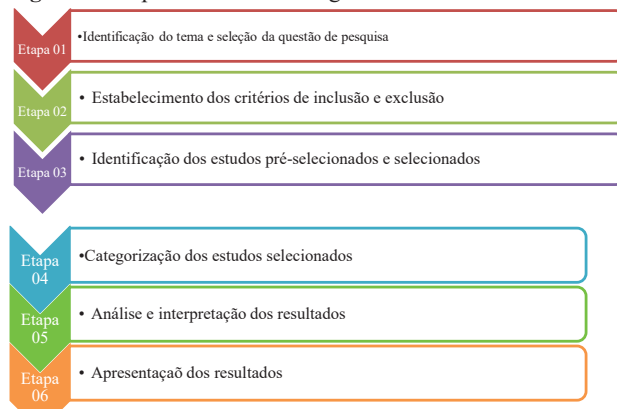 Etapa 01
•Identificação do tema e seleção da questão de pesquisa
Etapa 02
• Estabelecimento dos critérios de inclusão e exclusão
Etapa 03
• Identificação dos estudos pré-selecionados e selecionados
Etapa
04
•Categorização dos estudos selecionados
Etapa
05
• Análise e interpretação dos resultados
Etapa
06
• Apresentaçaõ dos resultados